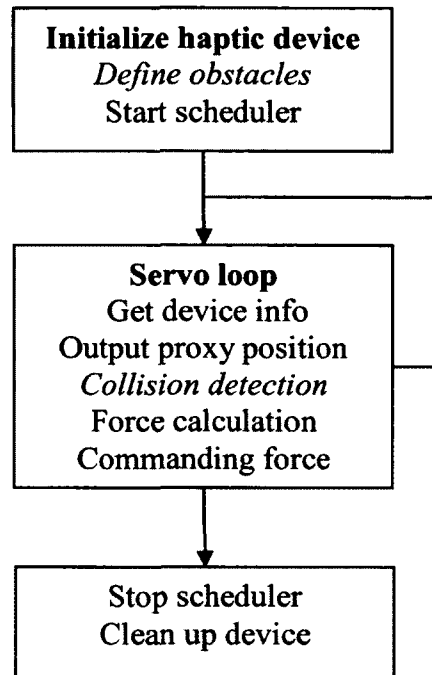 Initialize haptic device
Define obstacles
Start scheduler
Servo loop
Get device info
Output proxy position
Collision detection
Force calculation
Commanding force
Stop scheduler
Clean up device